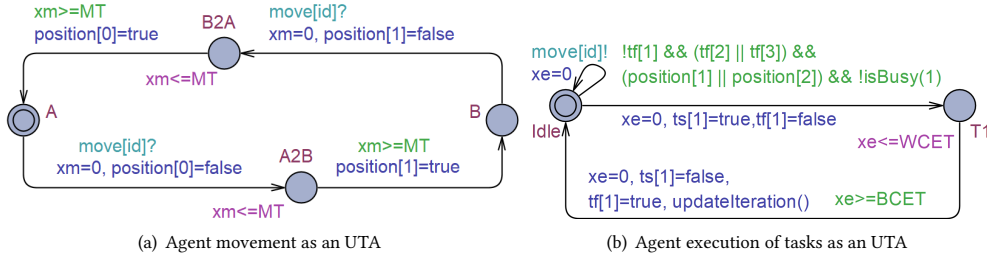 xm>=MT
position[0]=true
B2A
move[id]?
xm=0, position[1]=false
xm<=MT
A
B
move[id]?
xm=0, position[0]=false
A2B
xm>=MT
position[1]=true
xm<=MT
(a) Agent movement as an UTA
move[id]!
xe=0
!tf[1] && (tf[2] || tf[3]) &&
(position[1] || position[2]) && !isBusy(1)
Idle
xe=0, ts[1]=true,tf[1]=false
T1
xe<=WCET
xe=0, ts[1]=false,
tf[1]=true, updateIteration()
xe>=BCET
(b) Agent execution of tasks as an UTA